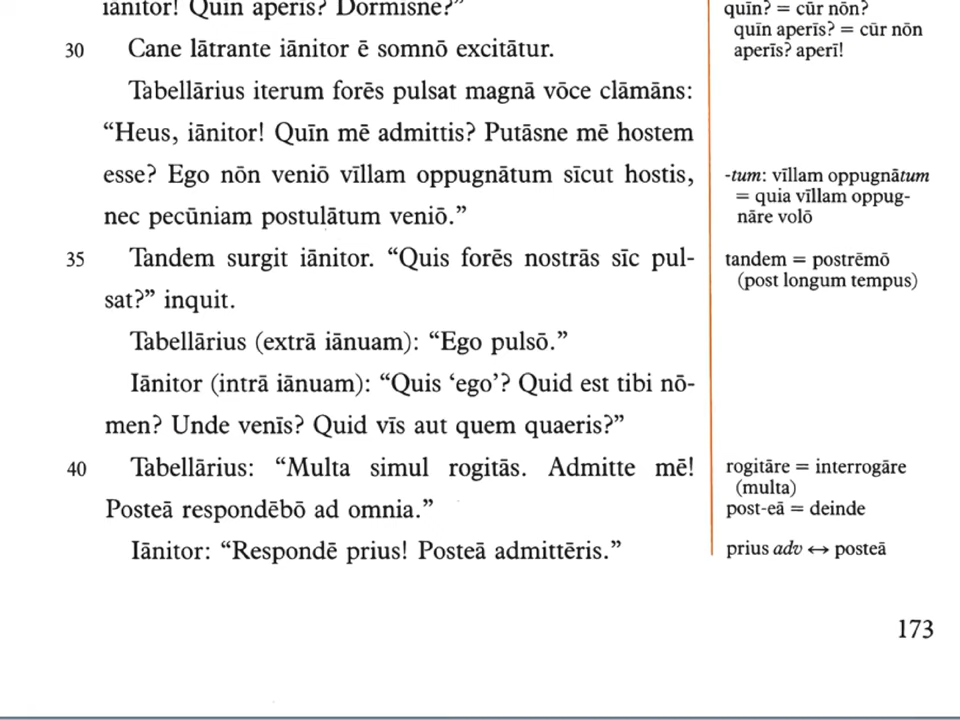 iānitor! Quīn aperīs? Dormīsne?”
30 Cane lātrante iānitor ē somnō excitātur.
Tabellārius iterum forēs pulsat magnā vōce clāmāns:
“Heus, iānitor! Quīn mē admittis? Putāsne mē hostem
esse? Ego nōn veniō vīllam oppugnātum sīcut hostis,
nec pecūniam postulātum veniō.”
35 Tandem surgit iānitor. “Quis forēs nostrās sīc pul-
sat?” inquit.
Tabellārius (extrā iānuam): “Ego pulsō.”
Iānitor (intrā iānuam): “Quis ‘ego’? Quid est tibi nō-
men? Unde venīs? Quid vīs aut quem quaeris?”
40 Tabellārius: “Multa simul rogitās. Admitte mē!
Posteā respondēbō ad omnia.”
Iānitor: “Respondē prius! Posteā admittēris.”
quīn? = cūr nōn?
quīn aperīs? = cūr nōn
aperīs? aperī!
-tum: vīllam oppugnātum
= quia vīllam oppug-
nāre volō
tandem = postrēmō
(post longum tempus)
rogitāre = interrogāre
(multa)
post-eā = deinde
prius adv ↔ posteā
173